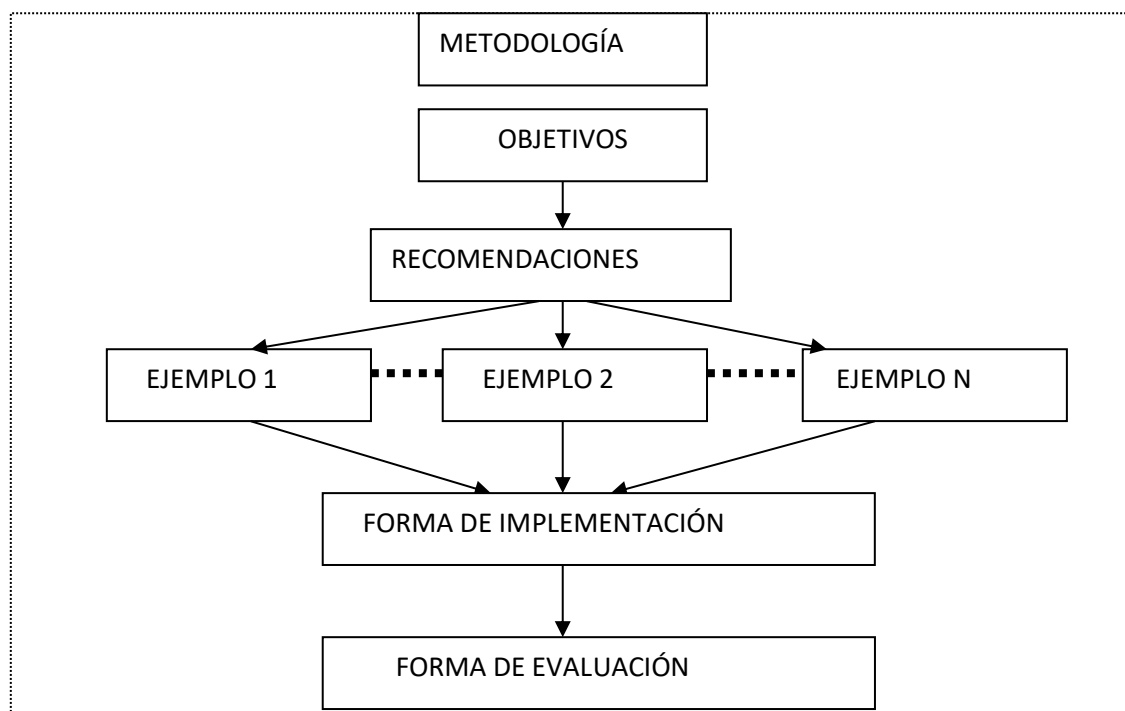 METODOLOGÍA
OBJETIVOS
RECOMENDACIONES
EJEMPLO 1
EJEMPLO 2
EJEMPLO N
FORMA DE IMPLEMENTACIÓN
FORMA DE EVALUACIÓN